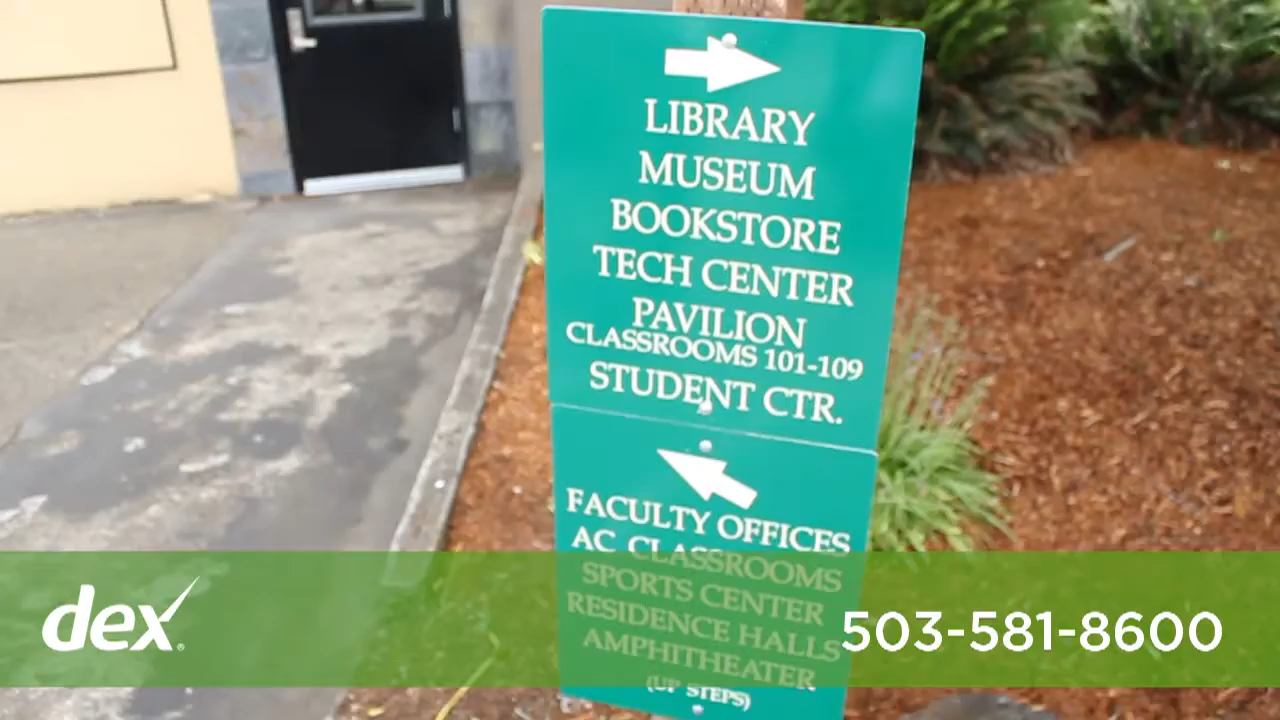 LIBRARY
MUSEUM
BOOKSTORE
TECH CENTER
PAVILION
CLASSROOMS 101-109
STUDENT CTR.
FACULTY OFFICES
AC CLASSROOMS
SPORTS CENTER
RESIDENCE HALLS
AMPHITHEATER
(UP STEPS)
dex®
503-581-8600